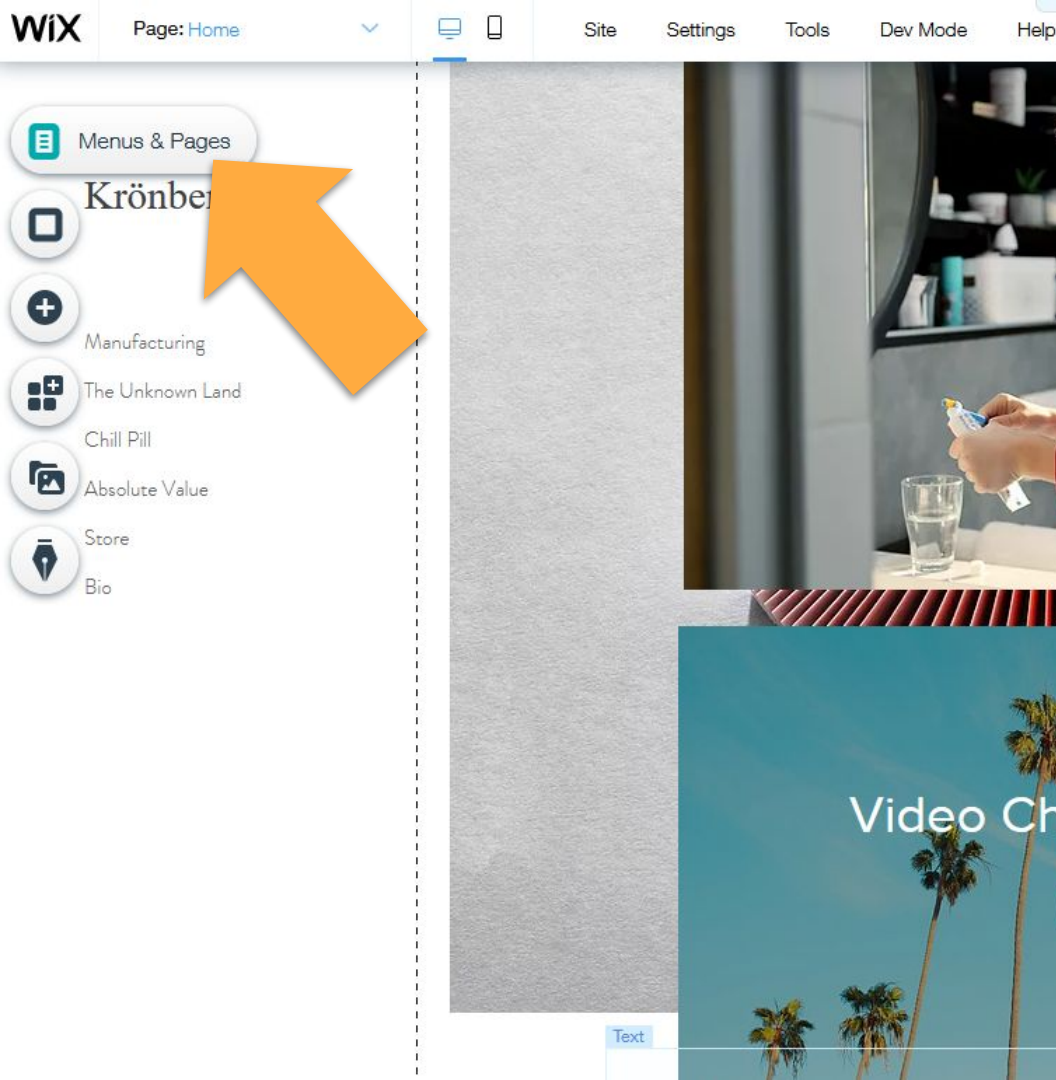 WiX Page: Home Site Settings Tools Dev Mode Help
Menus & Pages
Manufacturing
The Unknown Land
Chill Pill
Absolute Value
Store
Bio
Video
Text